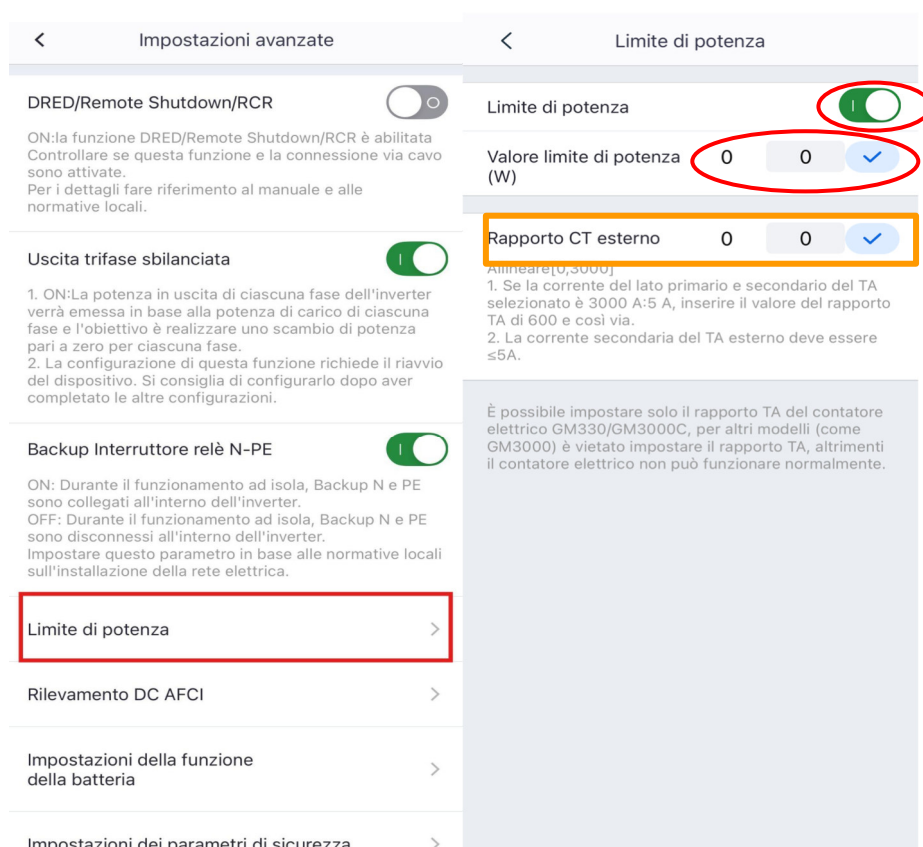 Impostazioni avanzate
DRED/Remote Shutdown/RCR
ON:la funzione DRED/Remote Shutdown/RCR è abilitata
Controllare se questa funzione e la connessione via cavo
sono attivate.
Per i dettagli fare riferimento al manuale e alle
normative locali.
Uscita trifase sbilanciata
1. ON:La potenza in uscita di ciascuna fase dell'inverter
verrà emessa in base alla potenza di carico di ciascuna
fase e l'obiettivo è realizzare uno scambio di potenza
pari a zero per ciascuna fase.
2. La configurazione di questa funzione richiede il riavvio
del dispositivo. Si consiglia di configurarlo dopo aver
completato le altre configurazioni.
Backup Interruttore relè N-PE
ON: Durante il funzionamento ad isola, Backup N e PE
sono collegati all'interno dell'inverter.
OFF: Durante il funzionamento ad isola, Backup N e PE
sono disconnessi all'interno dell'inverter.
Impostare questo parametro in base alle normative locali
sull'installazione della rete elettrica.
Limite di potenza
Rilevamento DC AFCI
Impostazioni della funzione
della batteria
Impostazioni dei parametri di sicurezza
Limite di potenza
Limite di potenza
Valore limite di potenza 0 0
(W)
Rapporto CT esterno 0 0
Allineare[0,3000]
1. Se la corrente del lato primario e secondario del TA
selezionato è 3000 A:5 A, inserire il valore del rapporto
TA di 600 e così via.
2. La corrente secondaria del TA esterno deve essere
≤5A.
È possibile impostare solo il rapporto TA del contatore
elettrico GM330/GM3000C, per altri modelli (come
GM3000) è vietato impostare il rapporto TA, altrimenti
il contatore elettrico non può funzionare normalmente.